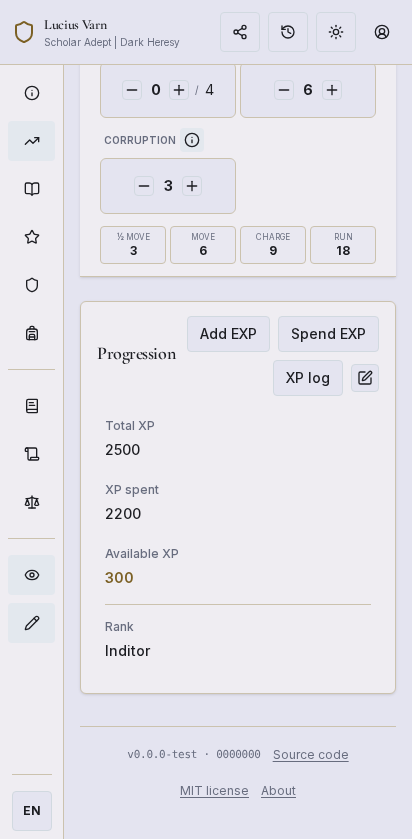 Lucius Varn
Scholar Adept | Dark Heresy
0 / 4
6
CORRUPTION
3
½ MOVE
3
MOVE
6
CHARGE
9
RUN
18
Progression
Add EXP
Spend EXP
XP log
Total XP
2500
XP spent
2200
Available XP
300
Rank
Inditor
v0.0.0-test · 0000000 Source code
MIT license About
EN